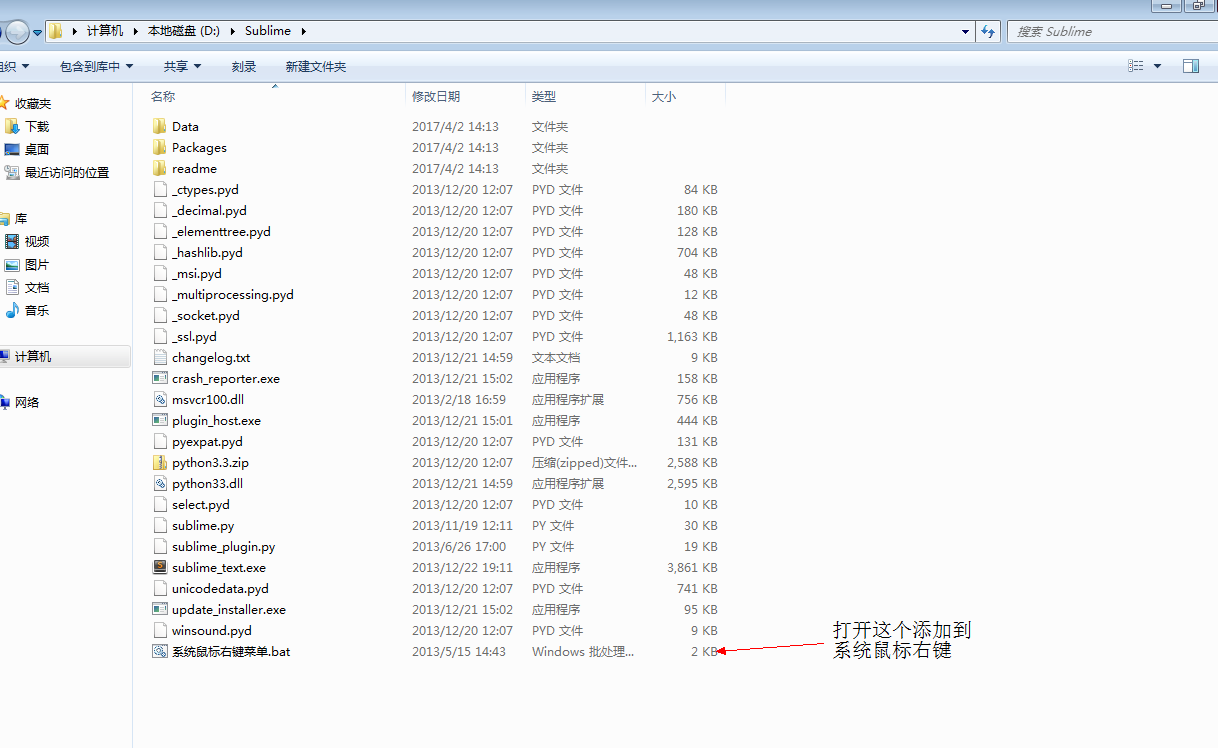 计算机 本地磁盘 (D:) Sublime 搜索 Sublime
组织 包含到库中 共享 刻录 新建文件夹
收藏夹
下载
桌面
最近访问的位置
库
视频
图片
文档
音乐
计算机
网络
名称 修改日期 类型 大小
Data 2017/4/2 14:13 文件夹
Packages 2017/4/2 14:13 文件夹
readme 2017/4/2 14:13 文件夹
_ctypes.pyd 2013/12/20 12:07 PYD 文件 84 KB
_decimal.pyd 2013/12/20 12:07 PYD 文件 180 KB
_elementtree.pyd 2013/12/20 12:07 PYD 文件 128 KB
_hashlib.pyd 2013/12/20 12:07 PYD 文件 704 KB
_msi.pyd 2013/12/20 12:07 PYD 文件 48 KB
_multiprocessing.pyd 2013/12/20 12:07 PYD 文件 12 KB
_socket.pyd 2013/12/20 12:07 PYD 文件 48 KB
_ssl.pyd 2013/12/20 12:07 PYD 文件 1,163 KB
changelog.txt 2013/12/21 14:59 文本文档 9 KB
crash_reporter.exe 2013/12/21 15:02 应用程序 158 KB
msvcr100.dll 2013/2/18 16:59 应用程序扩展 756 KB
plugin_host.exe 2013/12/21 15:01 应用程序 444 KB
pyexpat.pyd 2013/12/20 12:07 PYD 文件 131 KB
python3.3.zip 2013/12/20 12:07 压缩(zipped)文件... 2,588 KB
python33.dll 2013/12/21 14:59 应用程序扩展 2,595 KB
select.pyd 2013/12/20 12:07 PYD 文件 10 KB
sublime.py 2013/11/19 12:11 PY 文件 30 KB
sublime_plugin.py 2013/6/26 17:00 PY 文件 19 KB
sublime_text.exe 2013/12/22 19:11 应用程序 3,861 KB
unicodedata.pyd 2013/12/20 12:07 PYD 文件 741 KB
update_installer.exe 2013/12/21 15:02 应用程序 95 KB
winsound.pyd 2013/12/20 12:07 PYD 文件 9 KB
系统鼠标右键菜单.bat 2013/5/15 14:43 Windows 批处理... 2 KB
打开这个添加到
系统鼠标右键